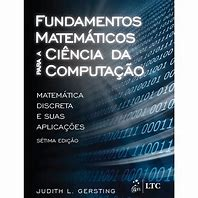 FUNDAMENTOS
MATEMÁTICOS
PARA A CIÊNCIA DA
COMPUTAÇÃO
MATEMÁTICA
DISCRETA
E SUAS
APLICAÇÕES
SÉTIMA EDIÇÃO
JUDITH L. GERSTING
LTC